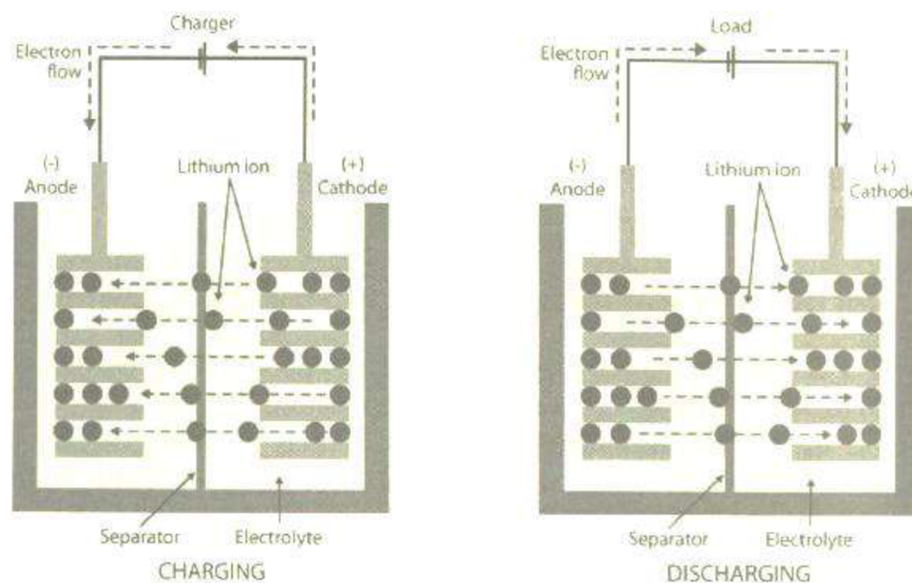 Charger
Electron
flow
(-)
Anode
Lithium ion
(+)
Cathode
Separator
Electrolyte
CHARGING
Load
Electron
flow
(-)
Anode
Lithium ion
(+)
Cathode
Separator
Electrolyte
DISCHARGING